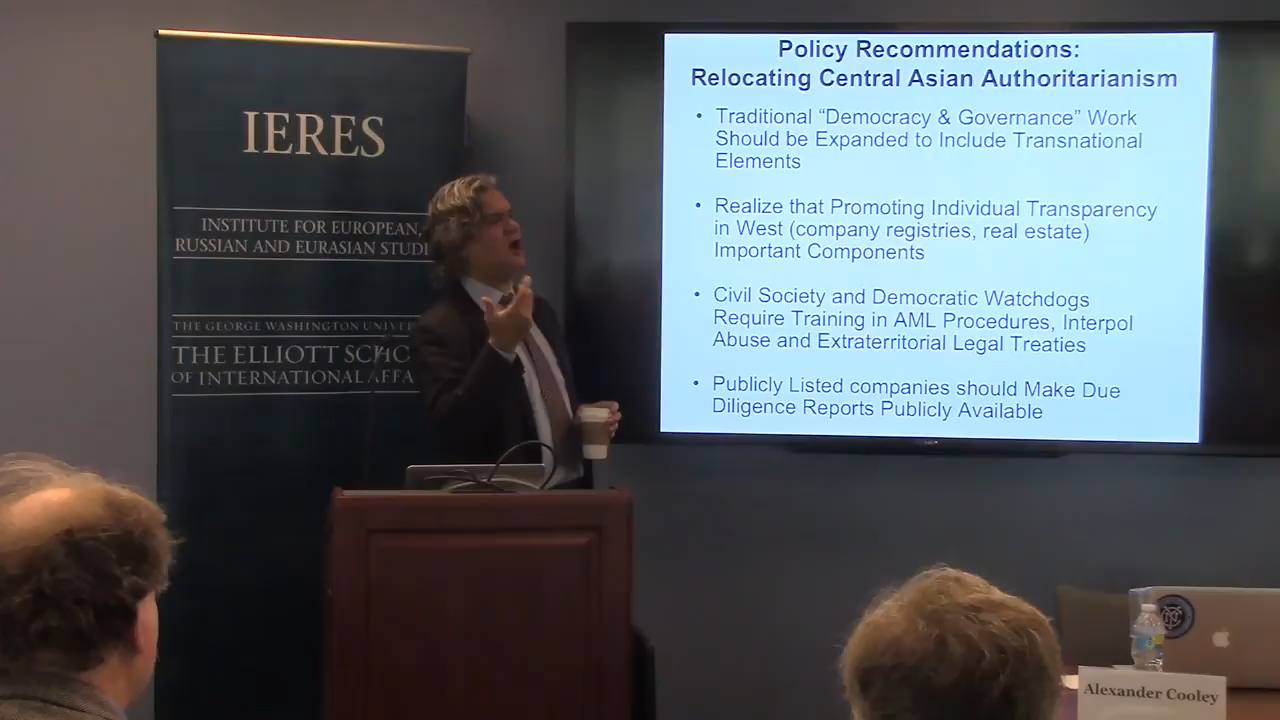 IERES
INSTITUTE FOR EUROPEAN,
RUSSIAN AND EURASIAN
THE GEORGE WASHINGTON
THE ELLIOTT
OF INTERNATIONAL
Policy Recommendations:
Relocating Central Asian Authoritarianism
• Traditional “Democracy & Governance” Work
Should be Expanded to Include Transnational
Elements
• Realize that Promoting Individual Transparency
in West (company registries, real estate)
Important Components
• Civil Society and Democratic Watchdogs
Require Training in AML Procedures, Interpol
Abuse and Extraterritorial Legal Treaties
• Publicly Listed companies should Make Due
Diligence Reports Publicly Available
Alexander Cooley